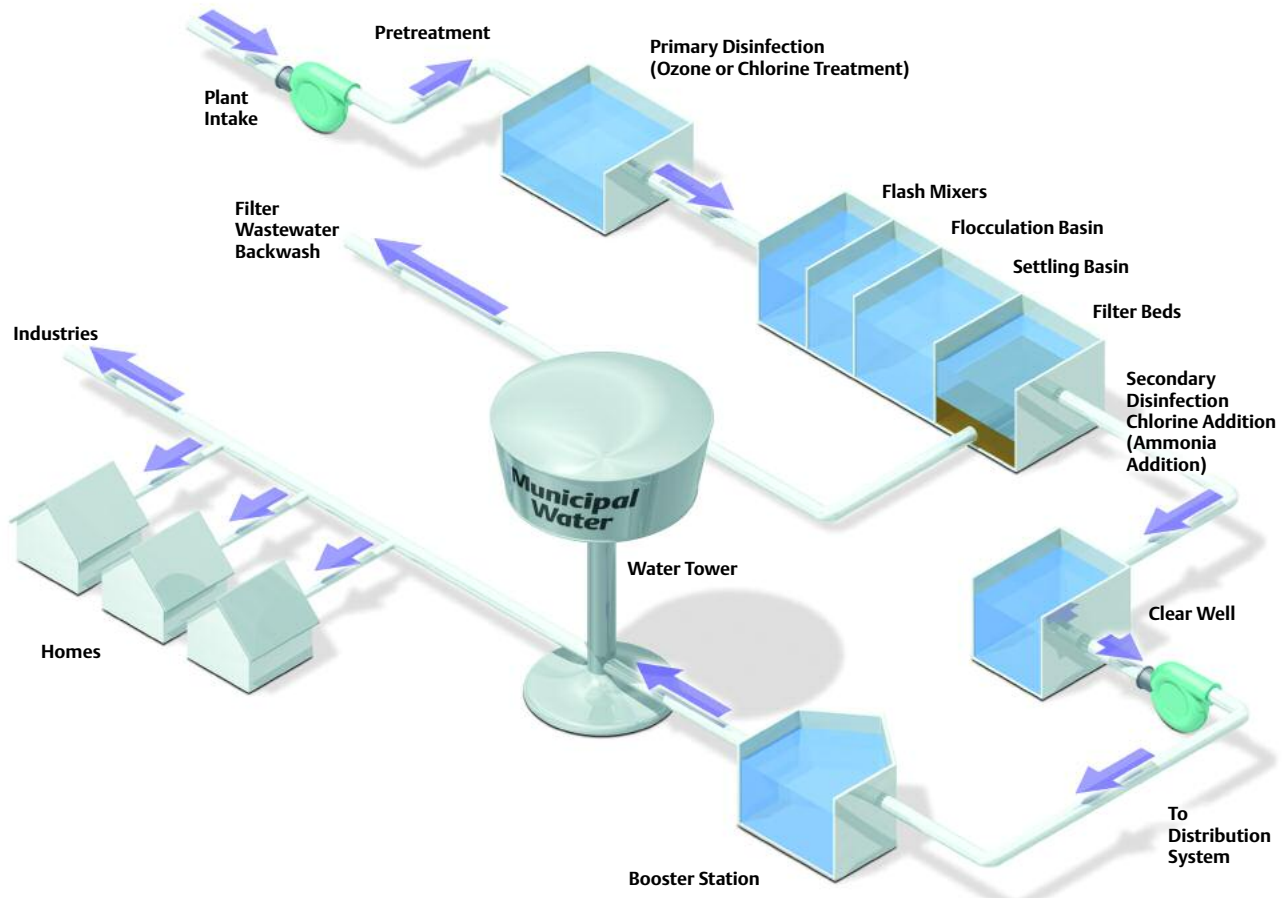 Pretreatment
Primary Disinfection
(Ozone or Chlorine Treatment)
Plant
Intake
Flash Mixers
Filter
Wastewater
Backwash
Flocculation Basin
Settling Basin
Filter Beds
Industries
Secondary
Disinfection
Chlorine Addition
(Ammonia
Addition)
Municipal
Water
Water Tower
Clear Well
Homes
To
Distribution
System
Booster Station